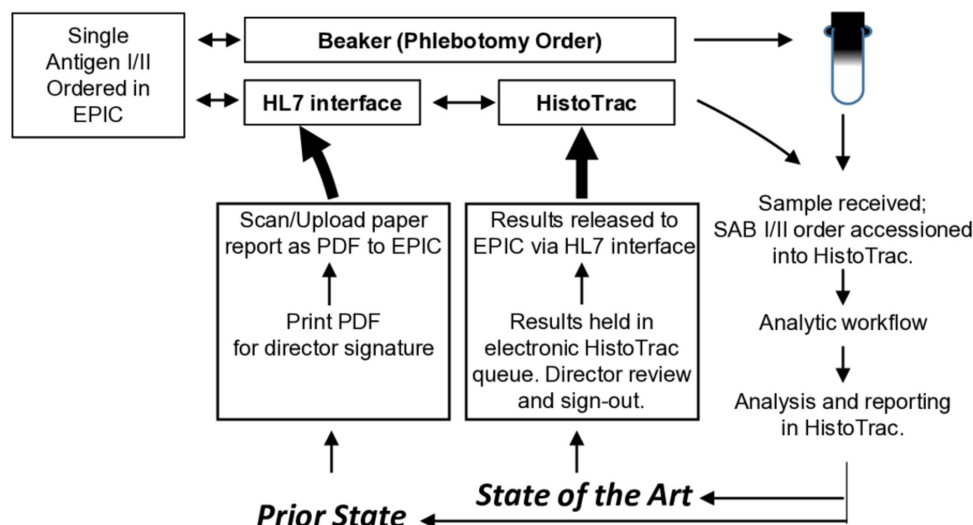 Single
Antigen I/II
Ordered in
EPIC
Beaker (Phlebotomy Order)
HL7 interface
HistoTrac
Scan/Upload paper
report as PDF to EPIC
Print PDF
for director signature
Results released to
EPIC via HL7 interface
Results held in
electronic HistoTrac
queue. Director review
and sign-out.
Sample received;
SAB I/II order accessioned
into HistoTrac.
Analytic workflow
Analysis and reporting
in HistoTrac.
State of the Art
Prior State